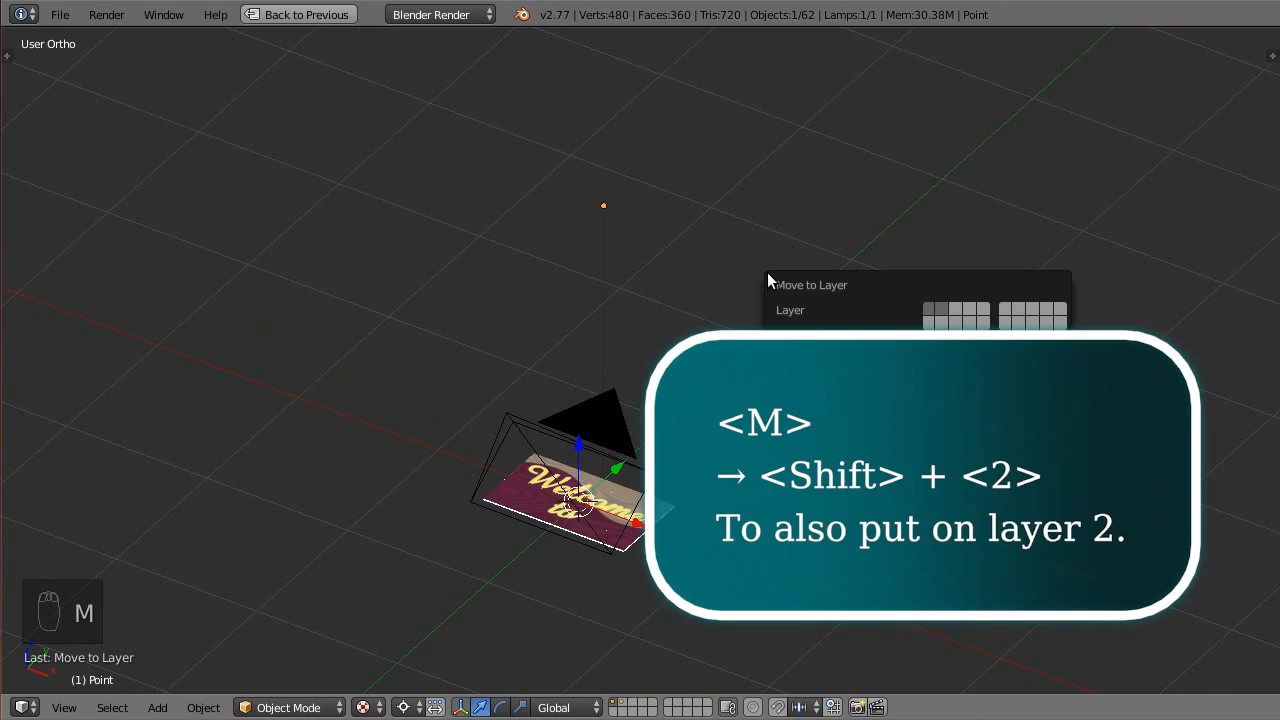 File Render Window Help Back to Previous Blender Render v2.77 | Verts:480 | Faces:360 | Tris:720 | Objects:1/62 | Lamps:1/1 | Mem:30.38M | Point
User Ortho
Move to Layer
Layer
<M>
→ <Shift> + <2>
To also put on layer 2.
Welcome
to
M
Last: Move to Layer
(1) Point
View Select Add Object Object Mode Global